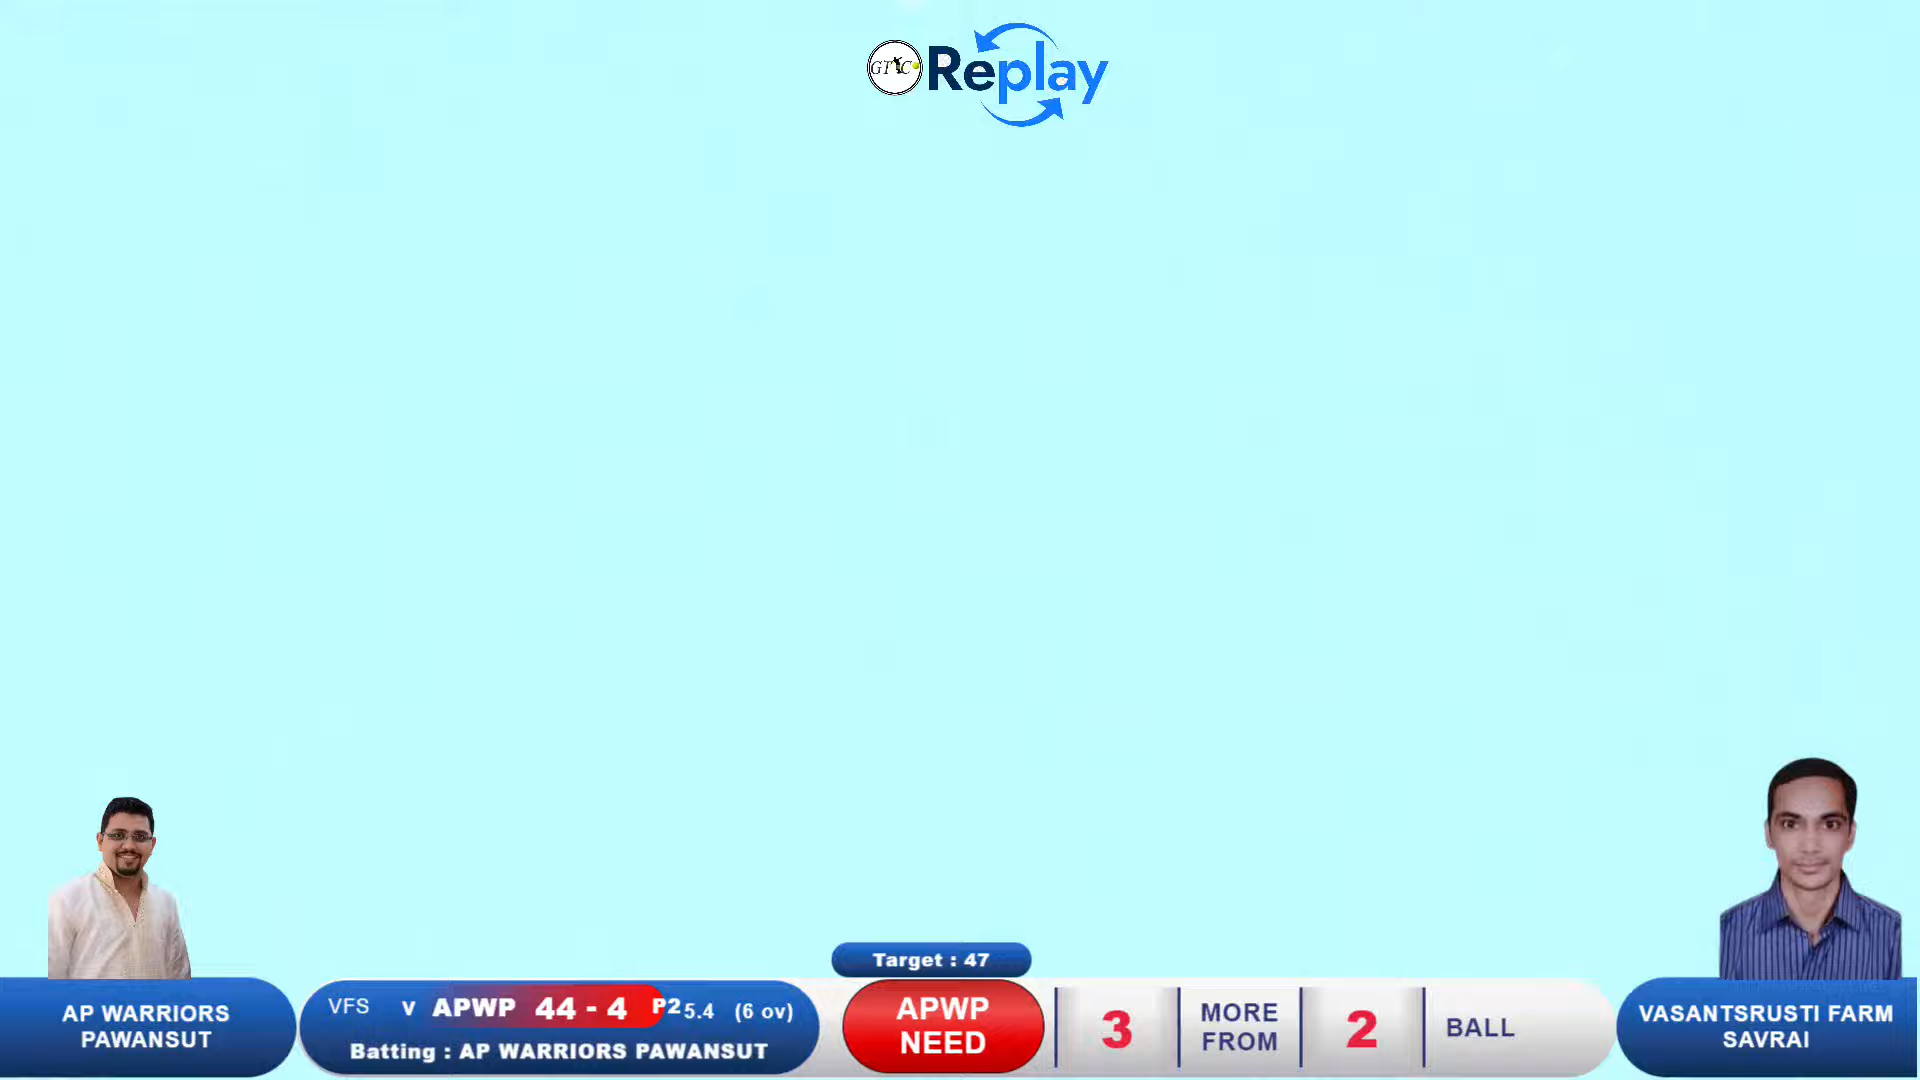 GTC Replay
Target : 47
AP WARRIORS
PAWANSUT
VFS v APWP 44 - 4 P2 5.4 (6 ov)
Batting : AP WARRIORS PAWANSUT
APWP
NEED
3
MORE
FROM
2
BALL
VASANTSRUSTI FARM
SAVRAI